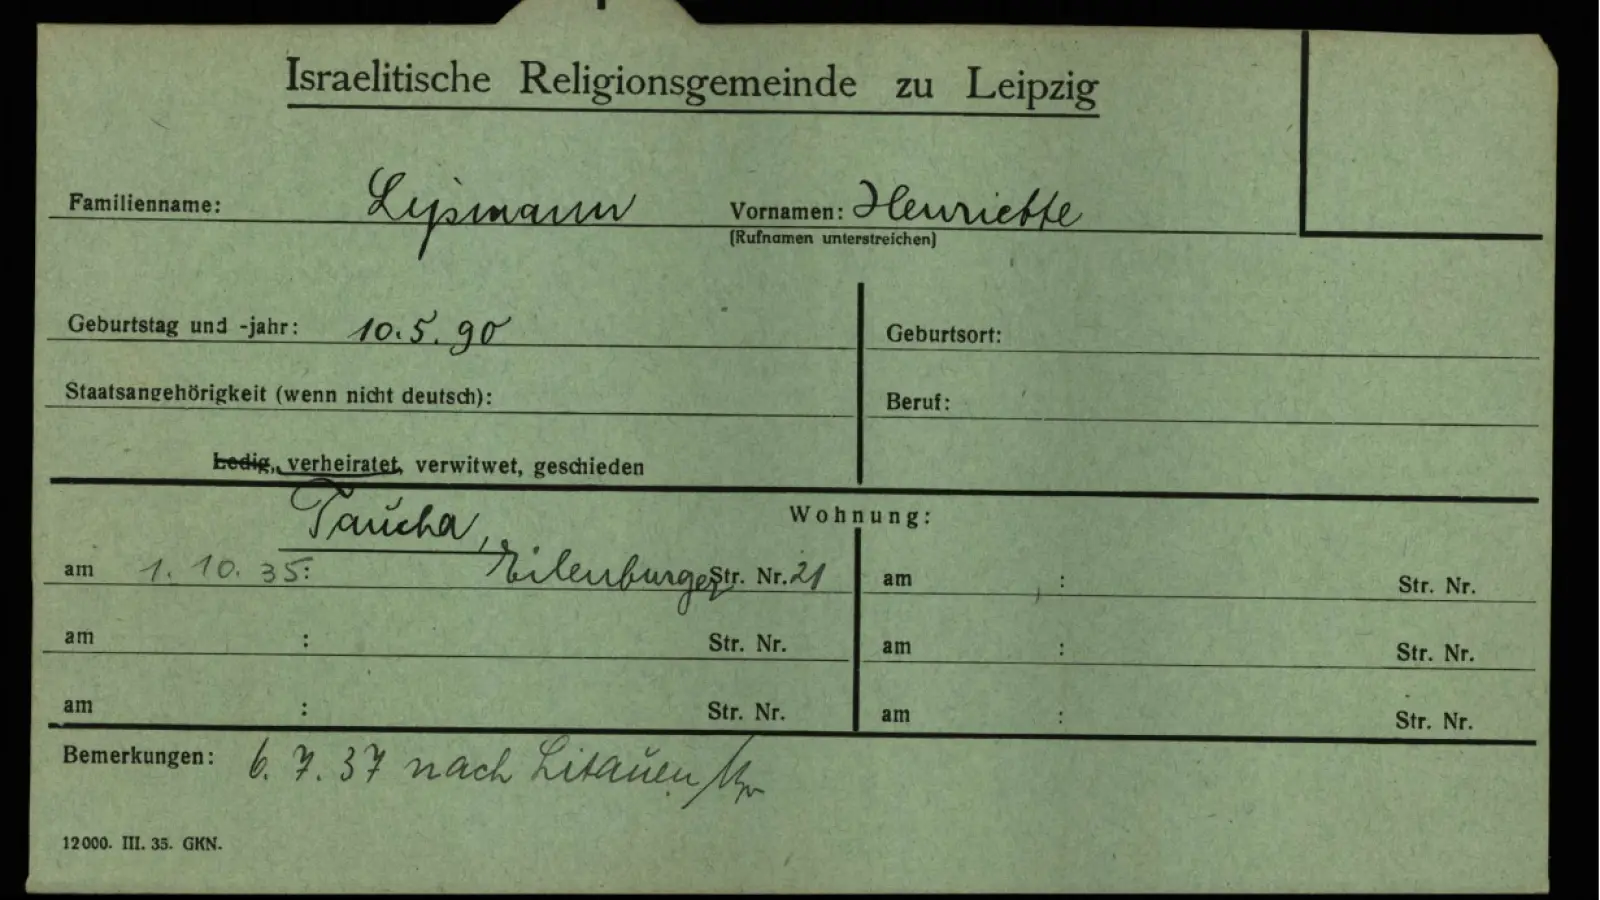 Israelitische Religionsgemeinde zu Leipzig
Familienname: Lipmann Vornamen: Henriette
(Rufnamen unterstreichen)
Geburtstag und -jahr: 10.5.90 Geburtsort:
Staatsangehörigkeit (wenn nicht deutsch): Beruf:
Ledig, verheiratet, verwitwet, geschieden
Wohnung:
Taucha,
am 1.10.35: Eilenburger Str. Nr. 21 am : Str. Nr.
am : Str. Nr. am : Str. Nr.
am : Str. Nr. am : Str. Nr.
Bemerkungen: 6.7.37 nach Litauen
12000. III. 35. GKN.